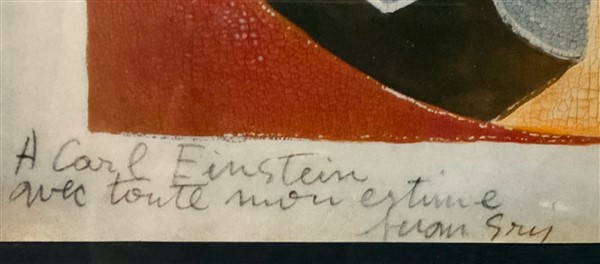 A Carl Einstein
avec toute mon estime
Juan Gris